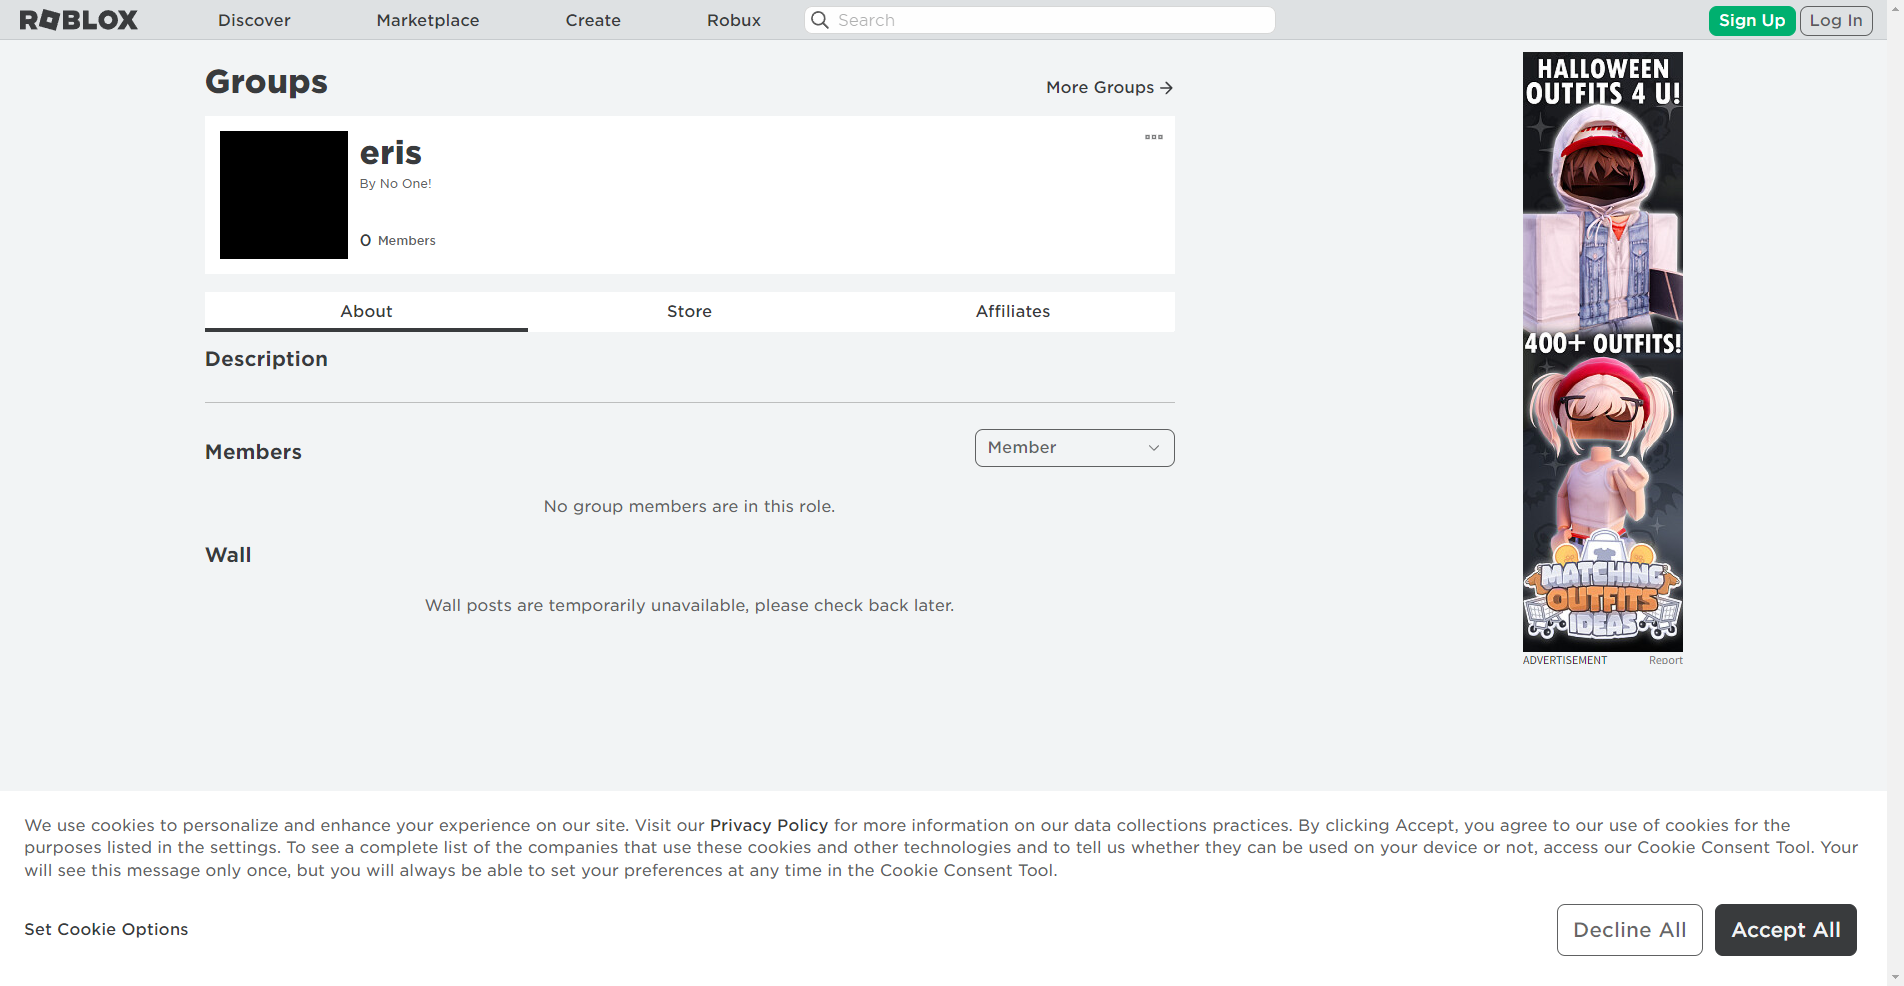 ROBLOX
Discover
Marketplace
Create
Robux
Search
Sign Up
Log In
Groups
More Groups
eris
By No One!
0 Members
About
Store
Affiliates
Description
Members
Member
No group members are in this role.
Wall
Wall posts are temporarily unavailable, please check back later.
HALLOWEEN
OUTFITS 4 U!
400+ OUTFITS!
MATCHING
OUTFITS
IDEAS
ADVERTISEMENT
Report
We use cookies to personalize and enhance your experience on our site. Visit our Privacy Policy for more information on our data collections practices. By clicking Accept, you agree to our use of cookies for the
purposes listed in the settings. To see a complete list of the companies that use these cookies and other technologies and to tell us whether they can be used on your device or not, access our Cookie Consent Tool. Your
will see this message only once, but you will always be able to set your preferences at any time in the Cookie Consent Tool.
Set Cookie Options
Decline All
Accept All